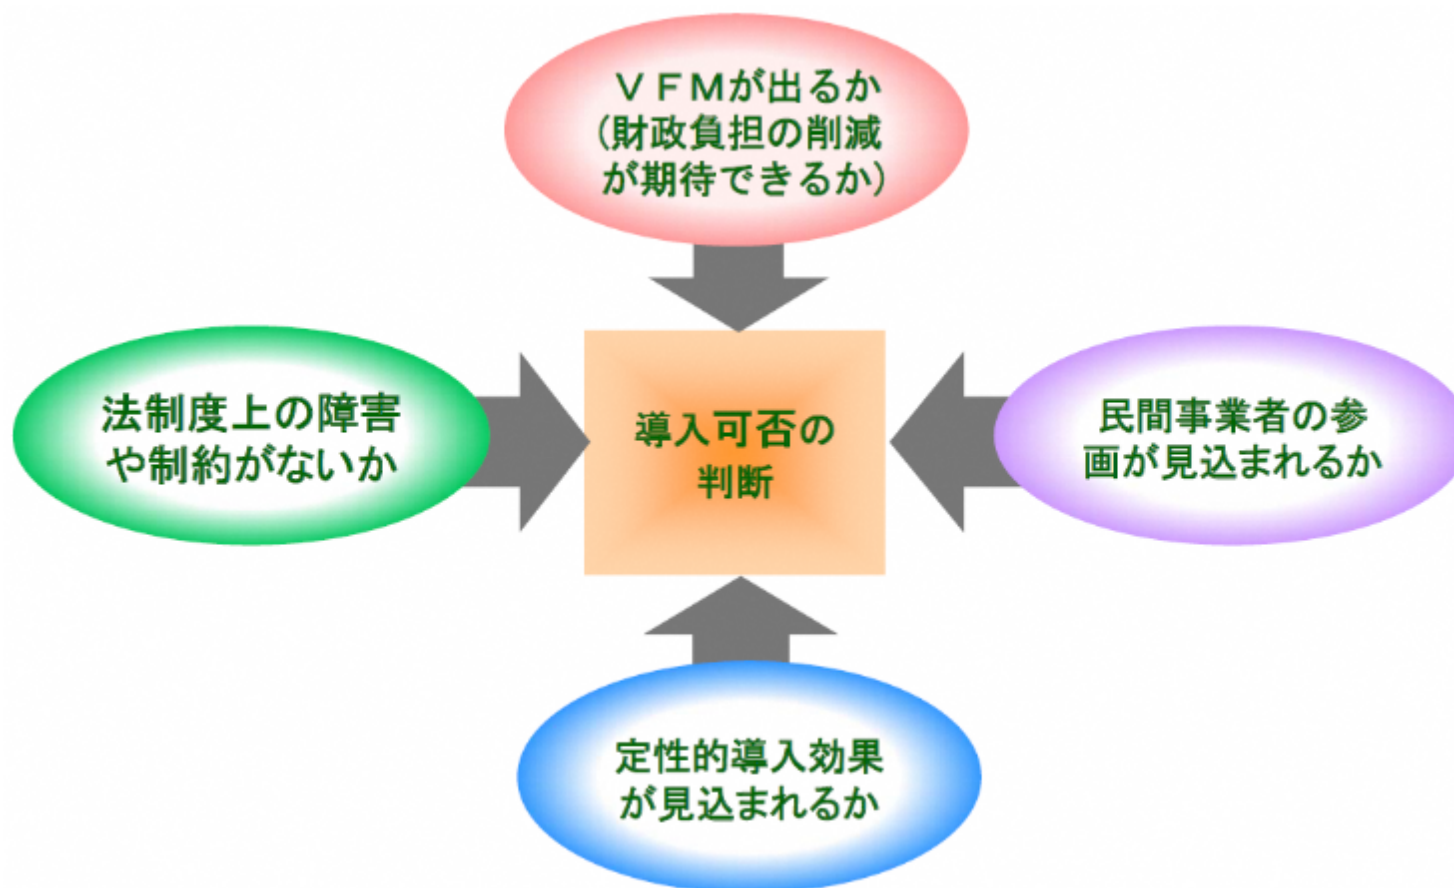 VFMが出るか
(財政負担の削減
が期待できるか)
法制度上の障害
や制約がないか
導入可否の
判断
民間事業者の参
画が見込まれるか
定性的導入効果
が見込まれるか